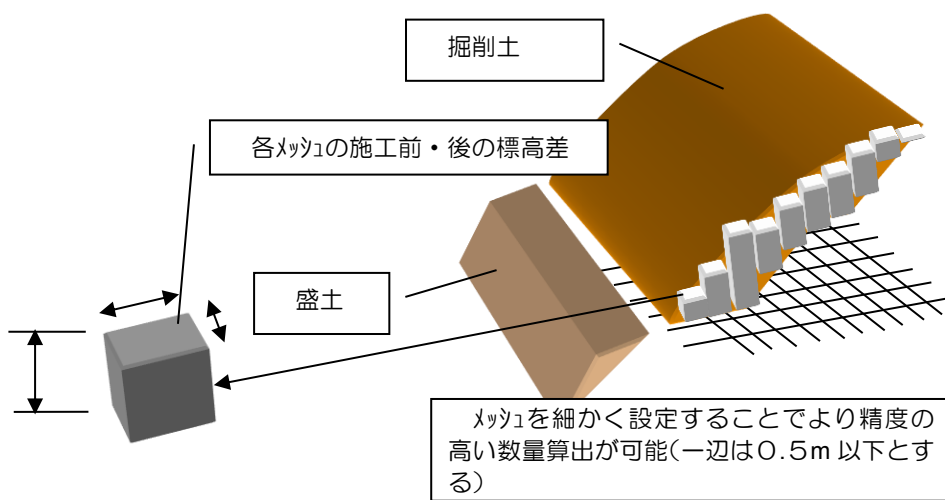 掘削土
各ﾒｯｼｭの施工前・後の標高差
盛土
ﾒｯｼｭを細かく設定することでより精度の
高い数量算出が可能(一辺は０.５ｍ以下とす
る)